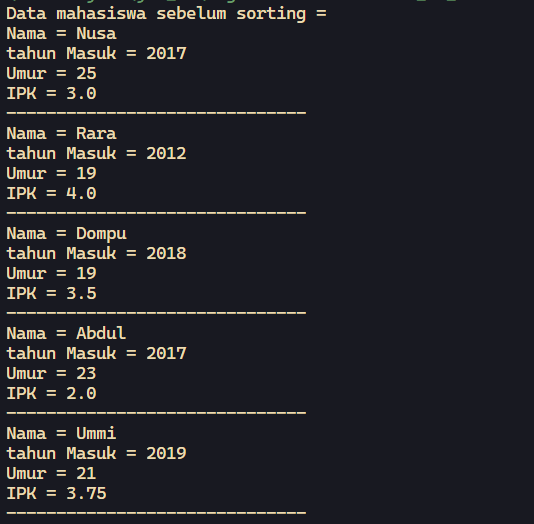 Data mahasiswa sebelum sorting =
Nama = Nusa
tahun Masuk = 2017
Umur = 25
IPK = 3.0
------------------------------
Nama = Rara
tahun Masuk = 2012
Umur = 19
IPK = 4.0
------------------------------
Nama = Dompu
tahun Masuk = 2018
Umur = 19
IPK = 3.5
------------------------------
Nama = Abdul
tahun Masuk = 2017
Umur = 23
IPK = 2.0
------------------------------
Nama = Ummi
tahun Masuk = 2019
Umur = 21
IPK = 3.75
------------------------------